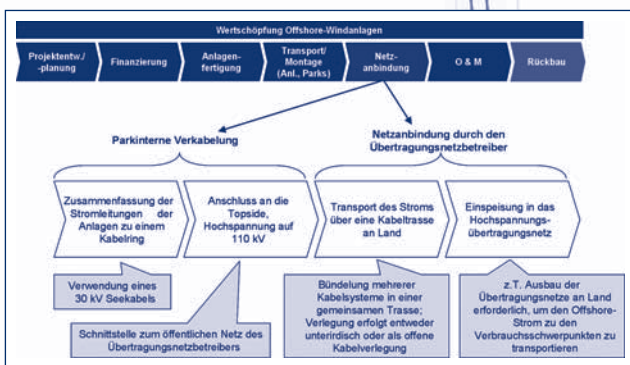 Wertschöpfung Offshore-Windanlagen
Projektentw./
-planung
Finanzierung
Anlagen-
fertigung
Transport/
Montage
(Anl., Parks)
Netz-
anbindung
O & M
Rückbau
Parkinterne Verkabelung
Netzanbindung durch den
Übertragungsnetzbetreiber
Zusammenfassung der
Stromleitungen der
Anlagen zu einem
Kabelring
Anschluss an die
Topside,
Hochspannung auf
110 kV
Transport des Stroms
über eine Kabeltrasse
an Land
Einspeisung in das
Hochspannungs-
übertragungsnetz
Verwendung eines
30 kV Seekabels
Schnittstelle zum öffentlichen Netz des
Übertragungsnetzbetreibers
Bündelung mehrerer
Kabelsysteme in einer
gemeinsamen Trasse;
Verlegung erfolgt entweder
unterirdisch oder als offene
Kabelverlegung
z.T. Ausbau der
Übertragungsnetze an Land
erforderlich, um den Offshore-
Strom zu den
Verbrauchsschwerpunkten zu
transportieren